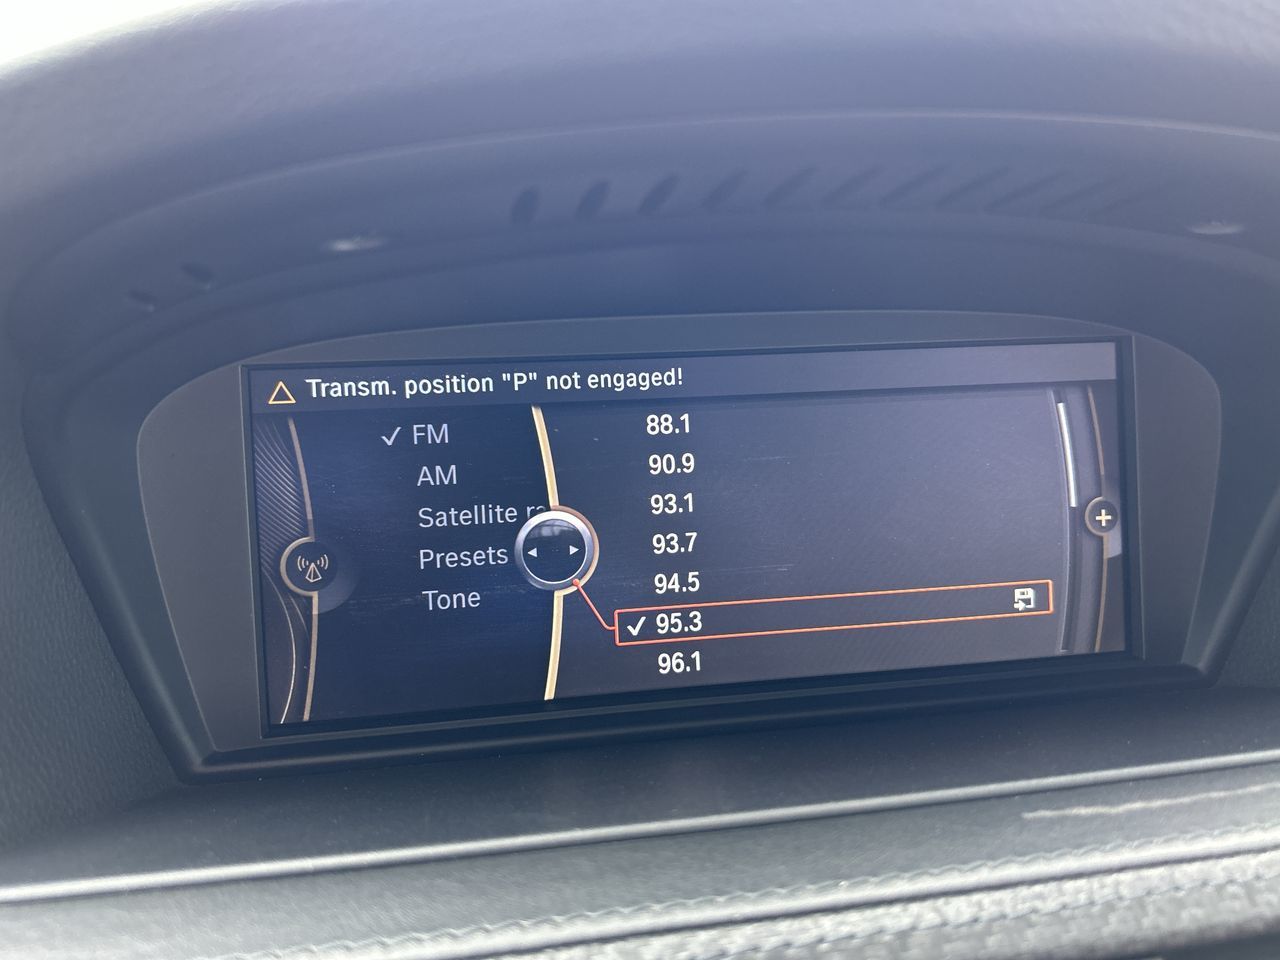 Transm. position "P" not engaged!
✓ FM
AM
Satellite
Presets
Tone
88.1
90.9
93.1
93.7
94.5
✓ 95.3
96.1
+